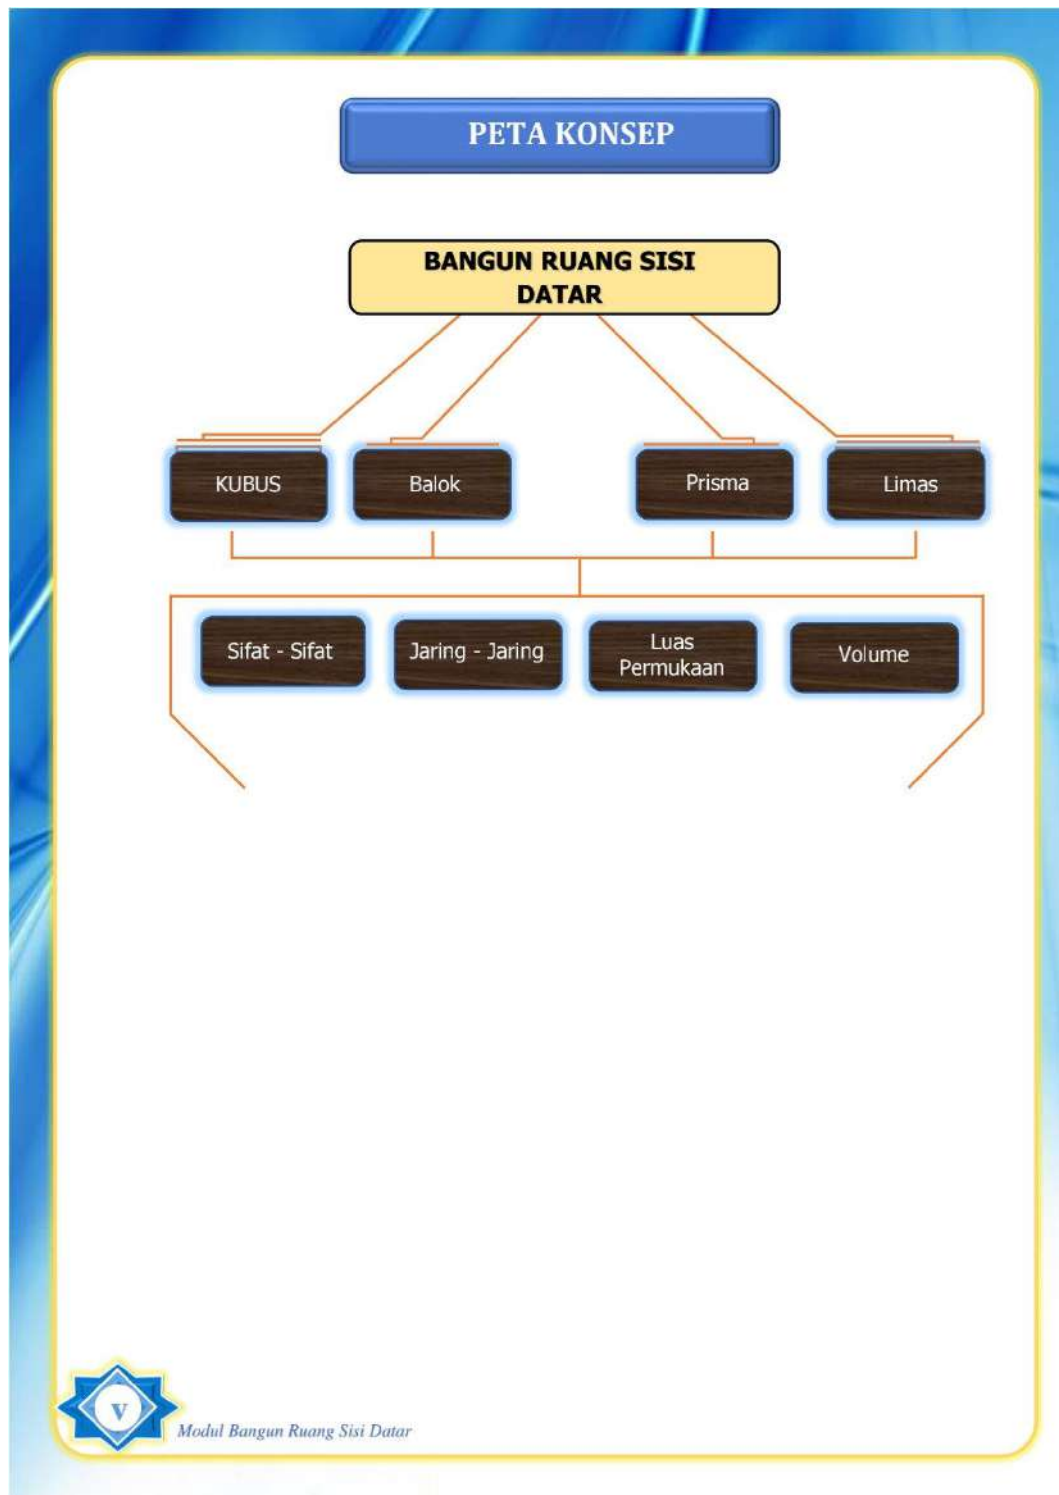 PETA KONSEP
BANGUN RUANG SISI
DATAR
KUBUS
Balok
Prisma
Limas
Sifat - Sifat
Jaring - Jaring
Luas
Permukaan
Volume
v
Modul Bangun Ruang Sisi Datar